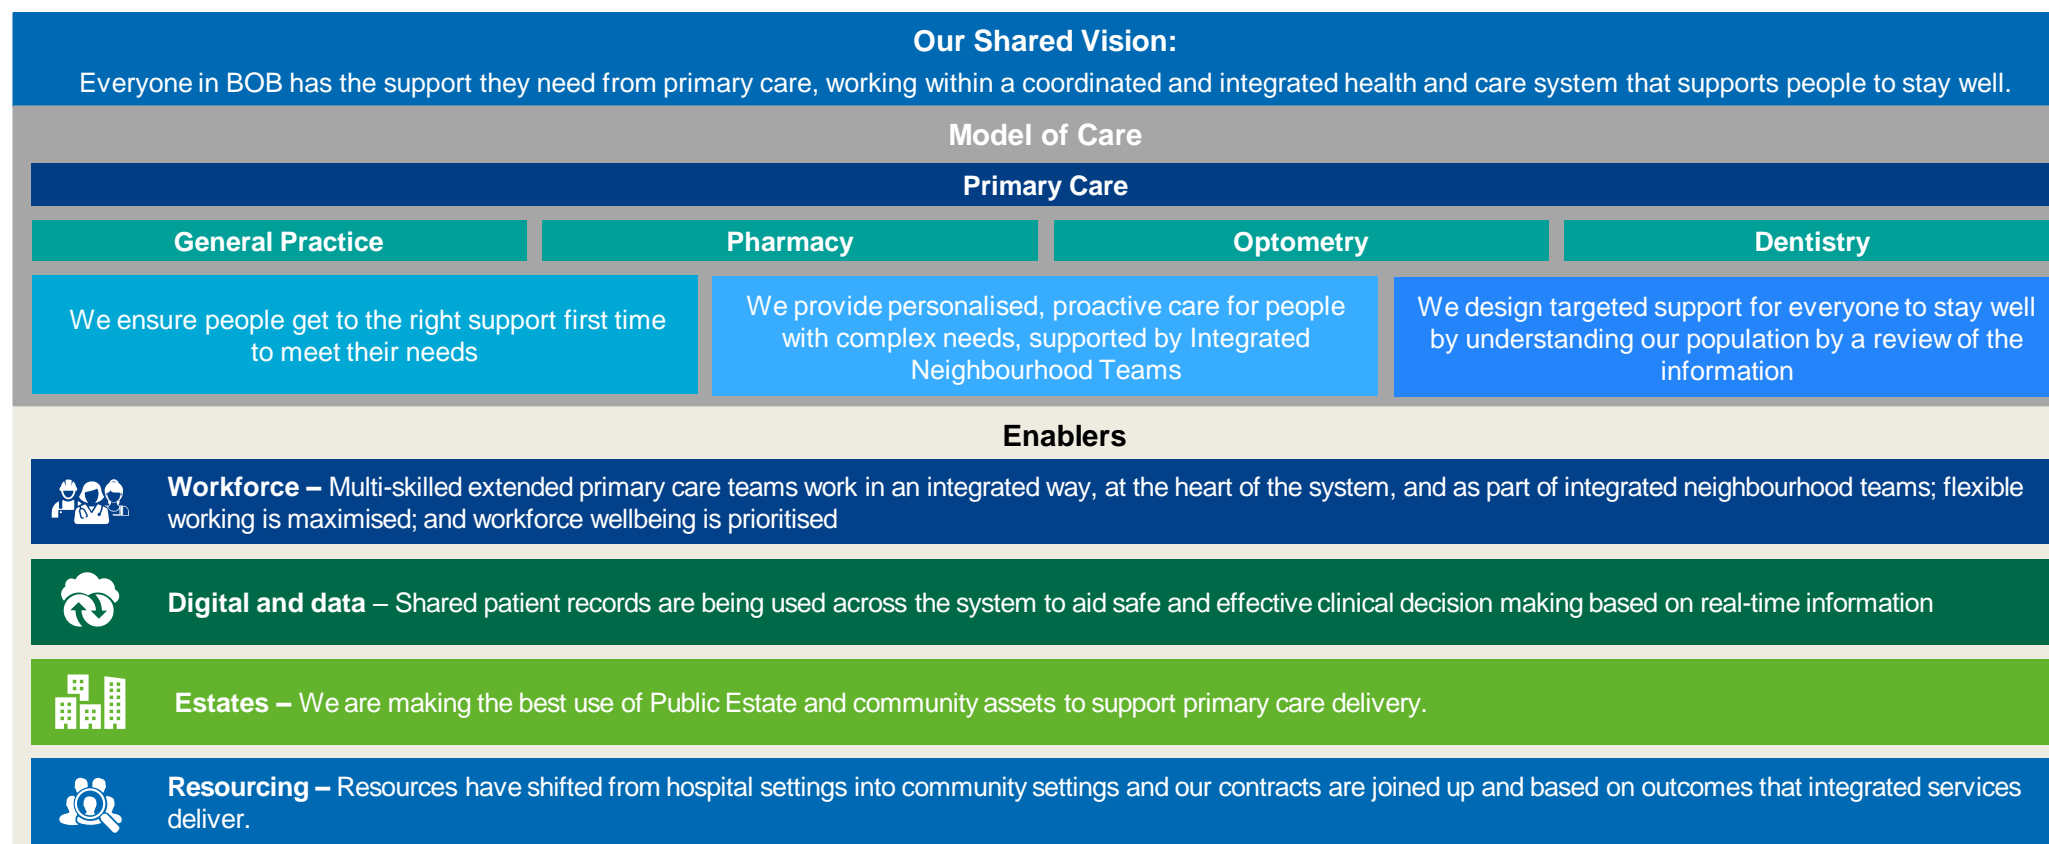 Our Shared Vision:
Everyone in BOB has the support they need from primary care, working within a coordinated and integrated health and care system that supports people to stay well.
Model of Care
Primary Care
General Practice
Pharmacy
Optometry
Dentistry
We ensure people get to the right support first time
to meet their needs
We provide personalised, proactive care for people
with complex needs, supported by Integrated
Neighbourhood Teams
We design targeted support for everyone to stay well
by understanding our population by a review of the
information
Enablers
Workforce – Multi-skilled extended primary care teams work in an integrated way, at the heart of the system, and as part of integrated neighbourhood teams; flexible
working is maximised; and workforce wellbeing is prioritised
Digital and data – Shared patient records are being used across the system to aid safe and effective clinical decision making based on real-time information
Estates – We are making the best use of Public Estate and community assets to support primary care delivery.
Resourcing – Resources have shifted from hospital settings into community settings and our contracts are joined up and based on outcomes that integrated services
deliver.